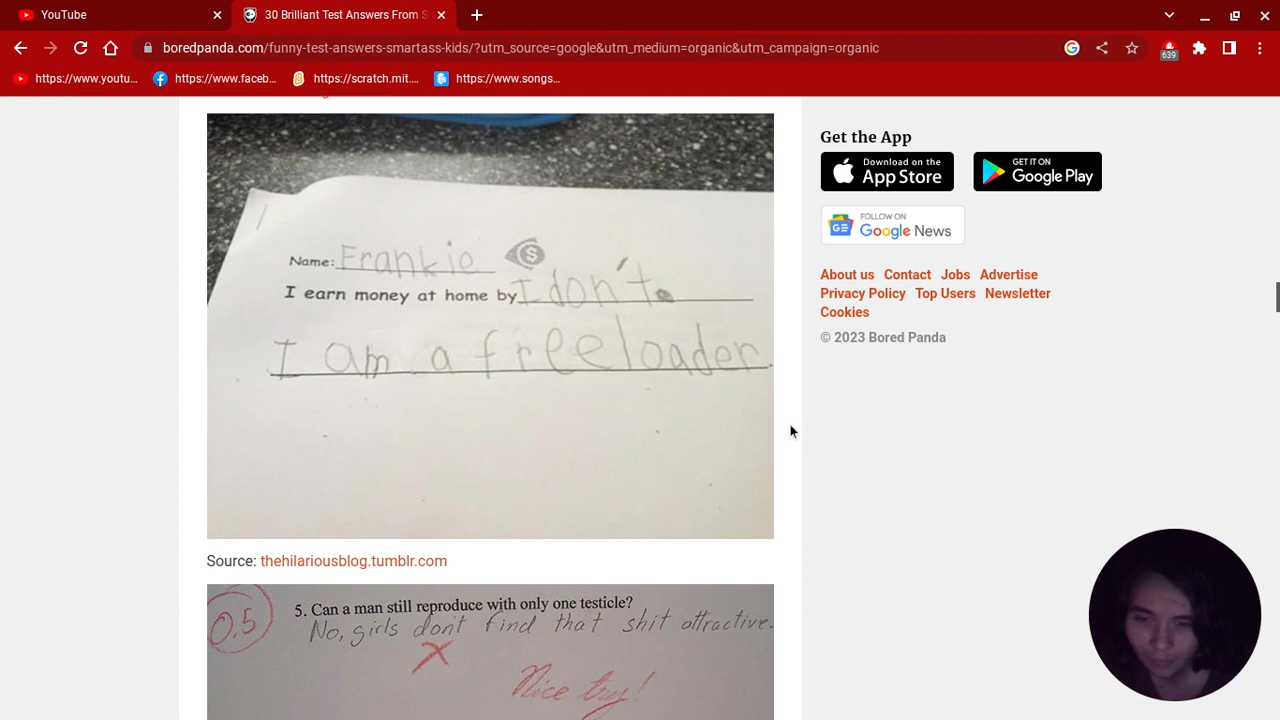 YouTube
30 Brilliant Test Answers From S
boredpanda.com/funny-test-answers-smartass-kids/?utm_source=google&utm_medium=organic&utm_campaign=organic
639
https://www.youtu...
https://www.faceb...
https://scratch.mit....
https://www.songs...
Name: Frankie
I earn money at home by I don't.
I am a freeloader.
Source: thehilariousblog.tumblr.com
0.5
5. Can a man still reproduce with only one testicle?
No, girls don't find that shit attractive.
Nice try!
Get the App
Download on the
App Store
GET IT ON
Google Play
FOLLOW ON
Google News
About us Contact Jobs Advertise
Privacy Policy Top Users Newsletter
Cookies
© 2023 Bored Panda